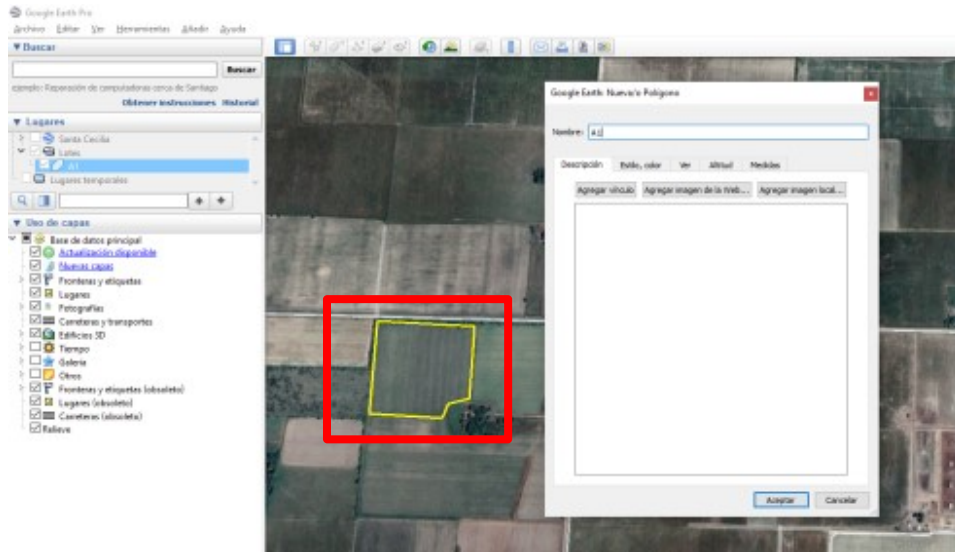 Google Earth Pro
Archivo Editar Ver Herramientas Añadir Ayuda
Buscar
Buscar
ejemplo: Reparación de computadoras cerca de Santiago
Obtener instrucciones Historial
Lugares
Santa Cecilia
Lotes
A1
Lugares temporales
Uso de capas
Base de datos principal
Actualización disponible
Nuevas capas
Fronteras y etiquetas
Lugares
Fotografías
Carreteras y transportes
Edificios 3D
Tiempo
Galería
Otros
Fronteras y etiquetas (obsoleto)
Lugares (obsoleto)
Carreteras (obsoleto)
Relieve
Google Earth: Nueva/o Polígono
Nombre: A1
Descripción Estilo, color Ver Altitud Medidas
Agregar vínculo Agregar imagen de la Web... Agregar imagen local...
Aceptar Cancelar